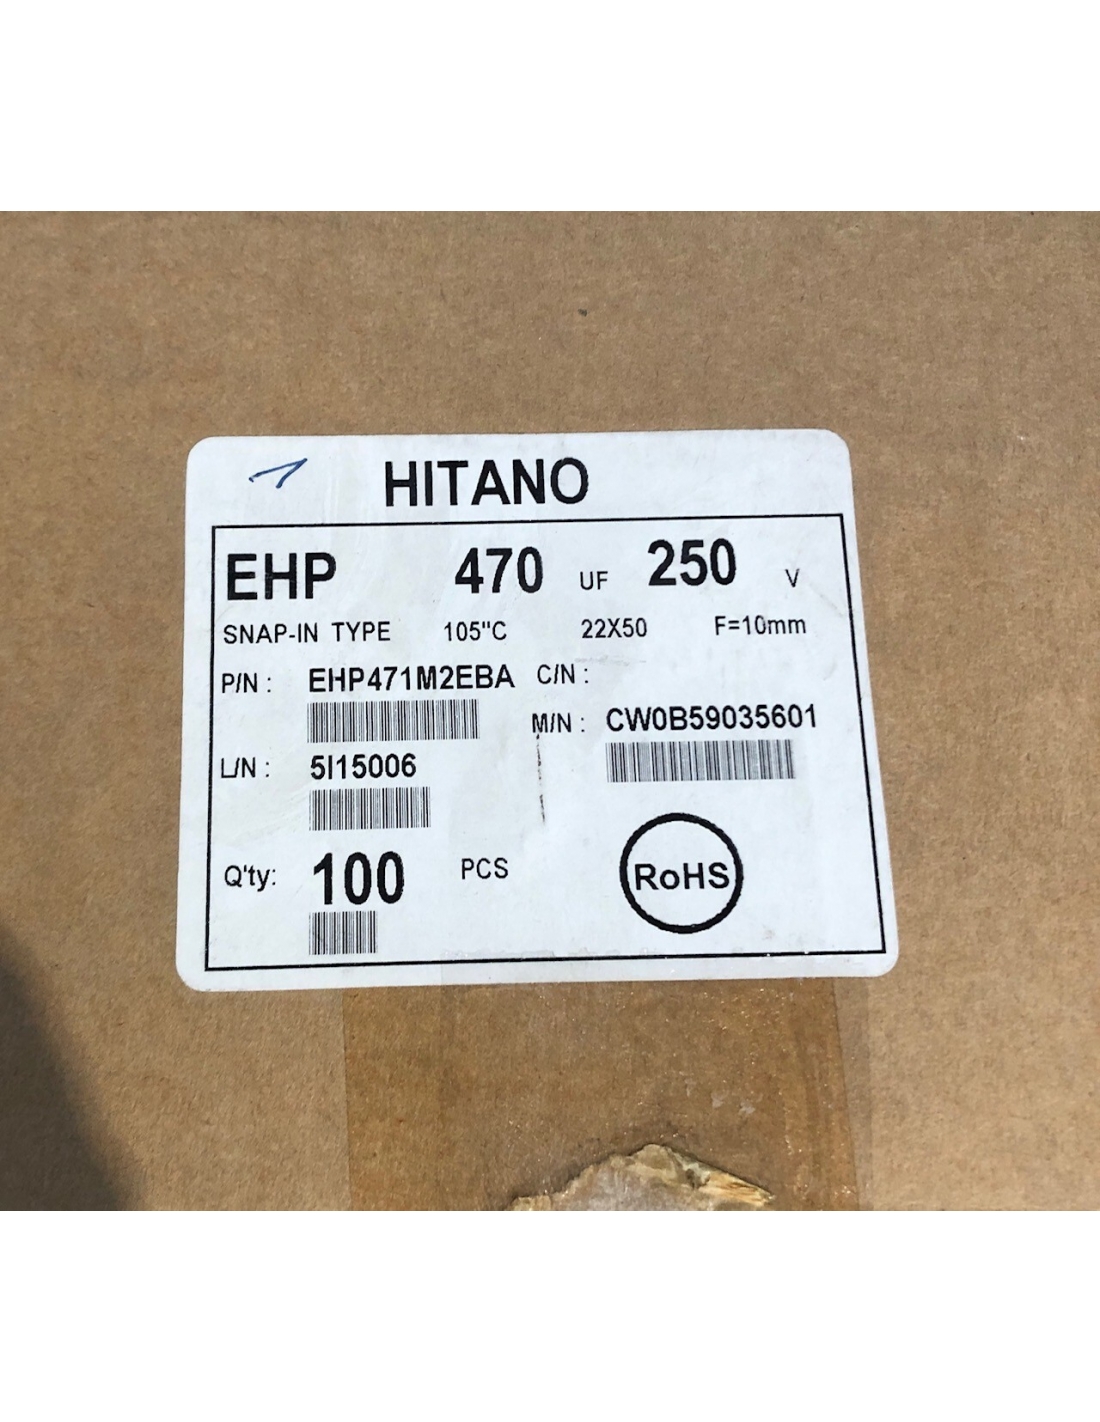 HITANO
EHP 470 UF 250 V
SNAP-IN TYPE 105"C 22X50 F=10mm
P/N : EHP471M2EBA C/N :
M/N : CW0B59035601
L/N : 5I15006
Q'ty: 100 PCS
RoHS